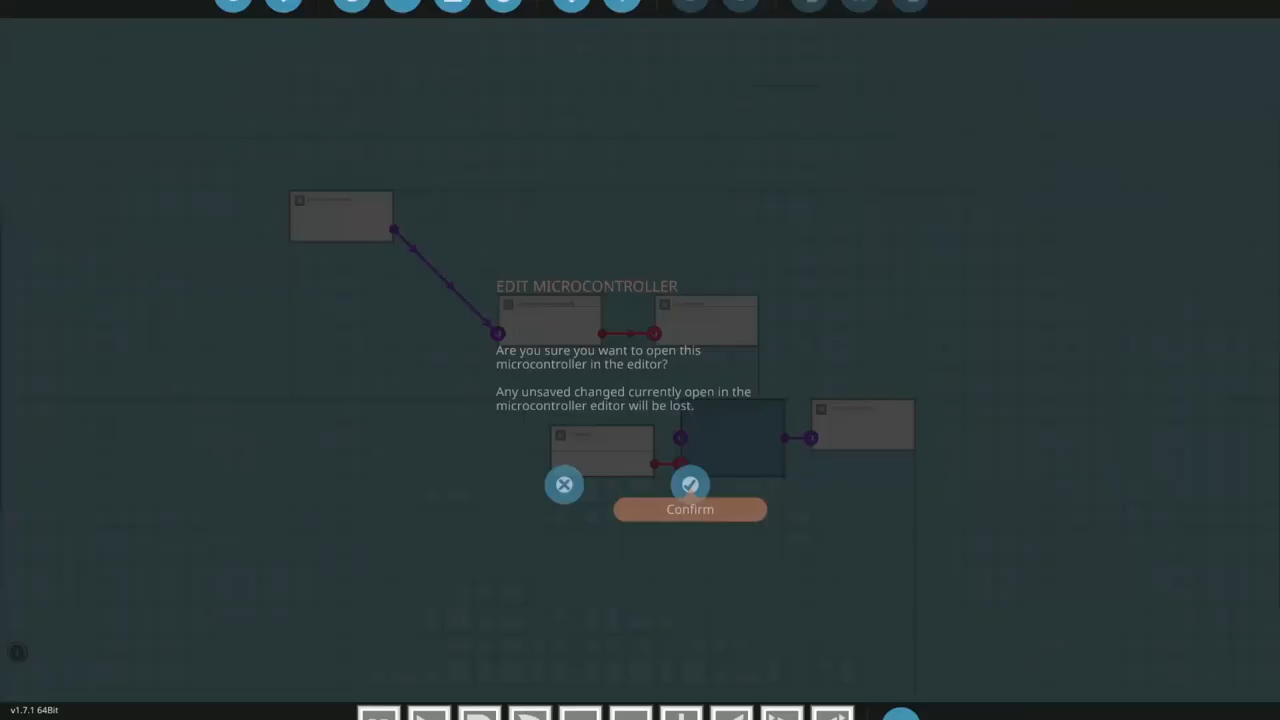 EDIT MICROCONTROLLER
Are you sure you want to open this
microcontroller in the editor?
Any unsaved changed currently open in the
microcontroller editor will be lost.
Confirm
v1.7.1 64Bit